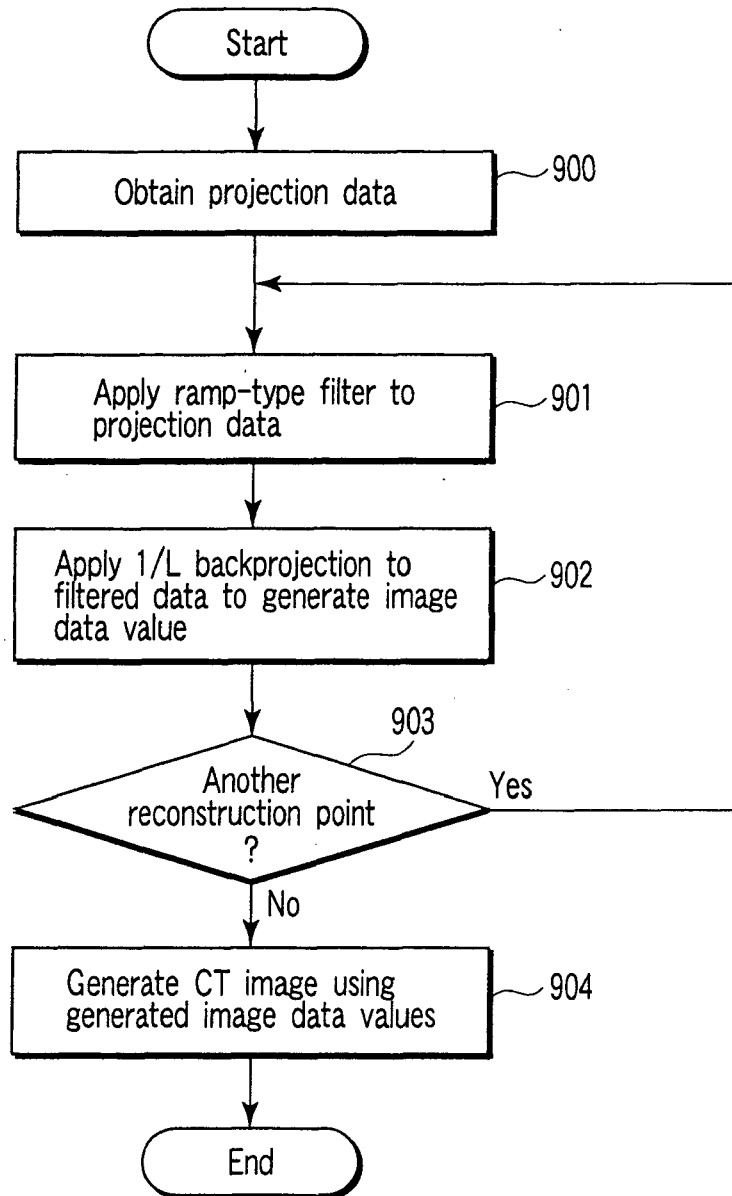 Start
Obtain projection data
900
Apply ramp-type filter to
projection data
901
Apply 1/L backprojection to
filtered data to generate image
data value
902
903
Another
reconstruction point
?
Yes
No
Generate CT image using
generated image data values
904
End